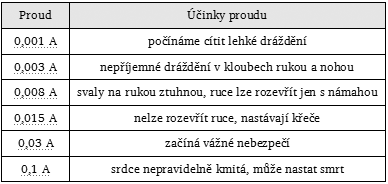 Proud Účinky proudu
0,001 A počínáme cítit lehké dráždění
0,003 A nepříjemné dráždění v kloubech rukou a nohou
0,008 A svaly na rukou ztuhnou, ruce lze rozevřít jen s námahou
0,015 A nelze rozevřít ruce, nastávají křeče
0,03 A začíná vážné nebezpečí
0,1 A srdce nepravidelně kmitá, může nastat smrt